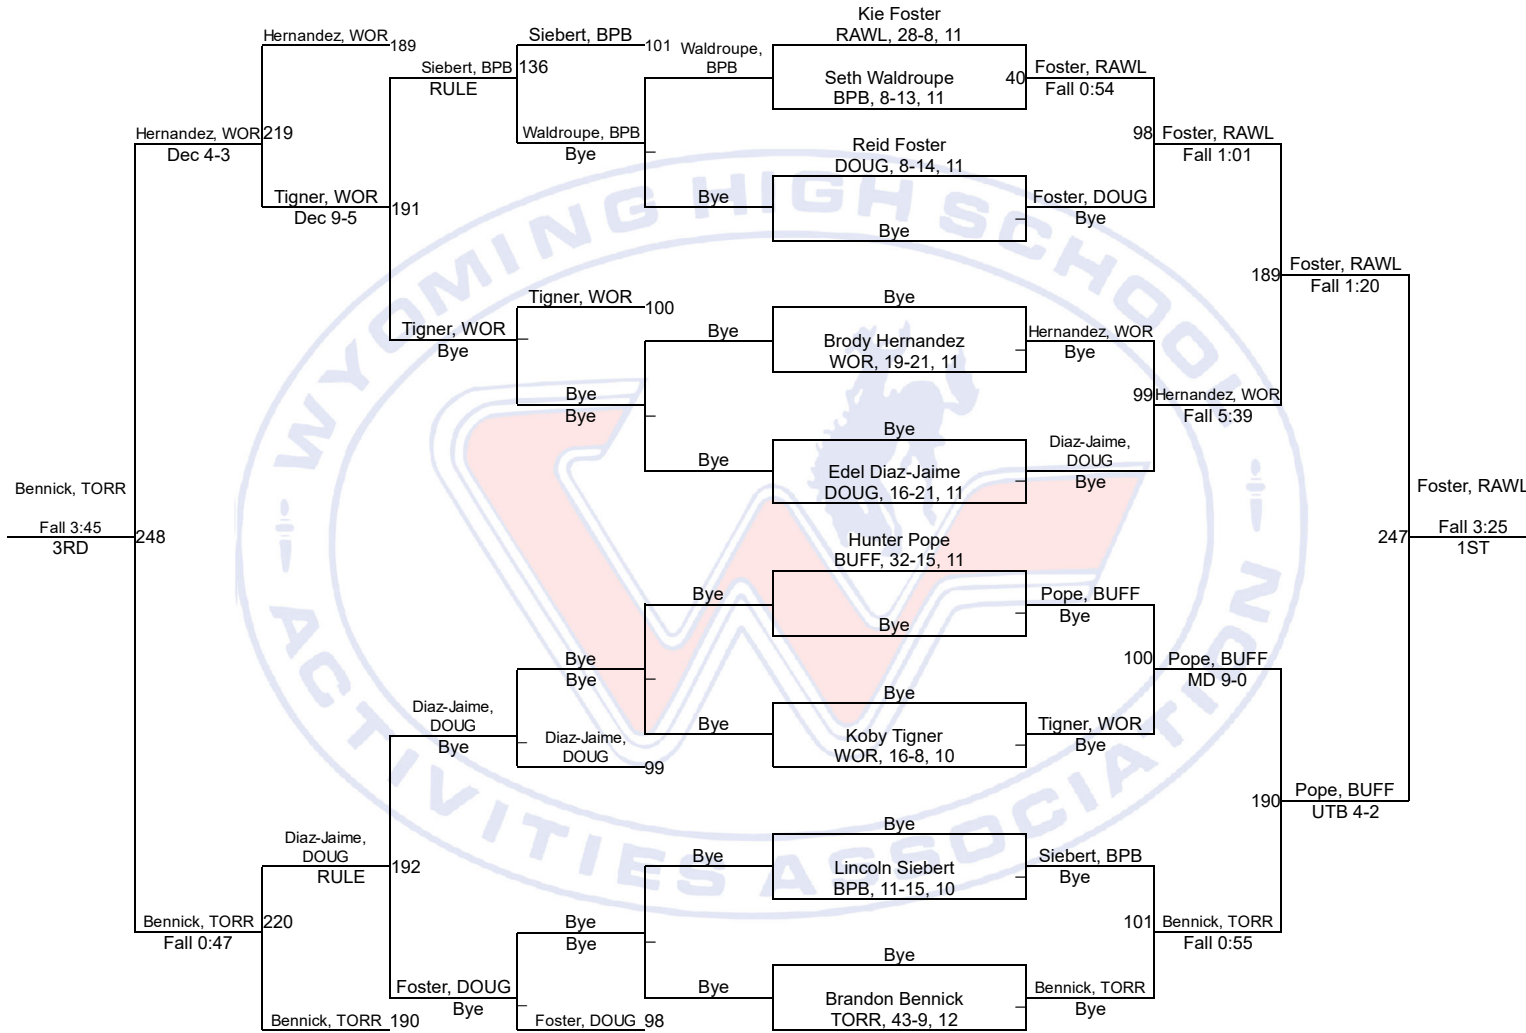 Kie Foster
RAWL, 28-8, 11
Hernandez, WOR
189
Siebert, BPB
101
Waldroupe,
BPB
Siebert, BPB
136
RULE
Seth Waldroupe
BPB, 8-13, 11
40
Foster, RAWL
Fall 0:54
Hernandez, WOR
219
Dec 4-3
Waldroupe, BPB
Bye
Reid Foster
DOUG, 8-14, 11
98
Foster, RAWL
Fall 1:01
Tigner, WOR
191
Dec 9-5
Bye
Bye
Foster, DOUG
Bye
189
Foster, RAWL
Fall 1:20
Tigner, WOR
100
Bye
Tigner, WOR
Bye
Bye
Brody Hernandez
WOR, 19-21, 11
Hernandez, WOR
Bye
Bye
Bye
99
Hernandez, WOR
Fall 5:39
Bye
Bye
Edel Diaz-Jaime
DOUG, 16-21, 11
Diaz-Jaime,
DOUG
Bye
Bennick, TORR
Fall 3:45
3RD
248
Foster, RAWL
247
Fall 3:25
1ST
Hunter Pope
BUFF, 32-15, 11
Bye
Bye
Pope, BUFF
Bye
Bye
Bye
100
Pope, BUFF
MD 9-0
Diaz-Jaime,
DOUG
Bye
Diaz-Jaime,
DOUG
99
Bye
Bye
Koby Tigner
WOR, 16-8, 10
Tigner, WOR
Bye
190
Pope, BUFF
UTB 4-2
Diaz-Jaime,
DOUG
RULE
192
Bye
Bye
Lincoln Siebert
BPB, 11-15, 10
Siebert, BPB
Bye
Bennick, TORR
220
Fall 0:47
Bye
Bye
101
Bennick, TORR
Fall 0:55
Foster, DOUG
Bye
Bye
Bye
Brandon Bennick
TORR, 43-9, 12
Bennick, TORR
Bye
Bennick, TORR
190
Foster, DOUG
98
WYOMING HIGH SCHOOL
ACTIVITIES ASSOCIATION